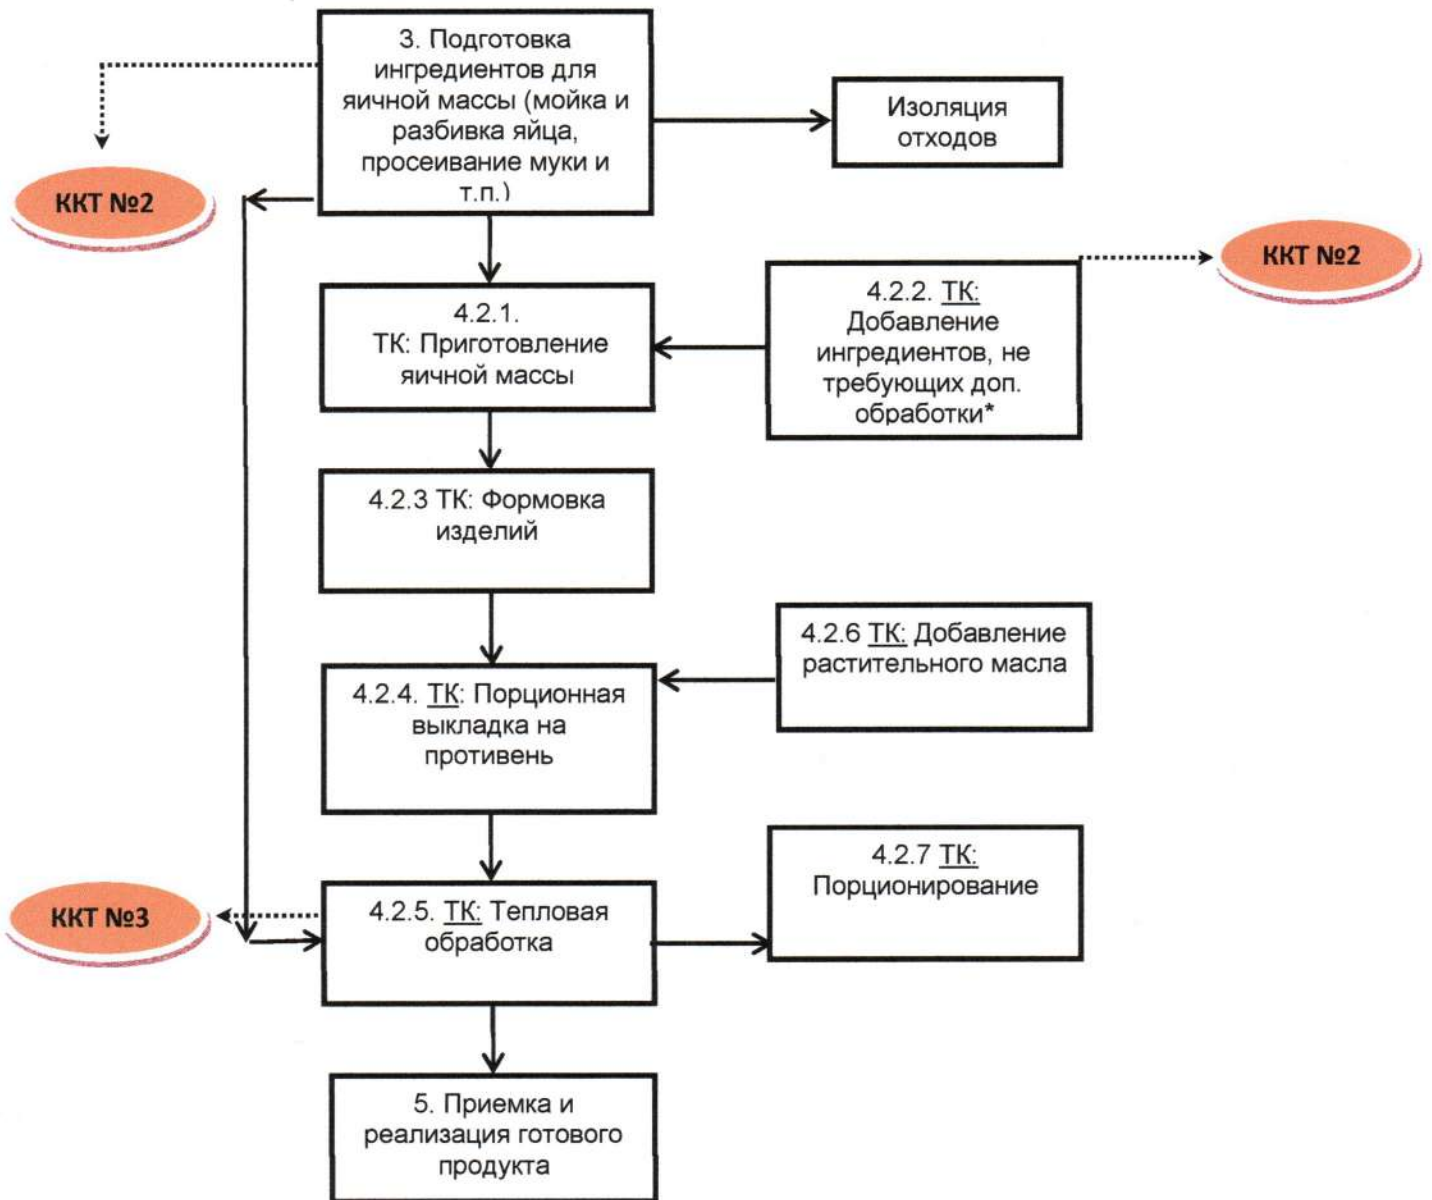 3. Подготовка
ингредиентов для
яичной массы (мойка и
разбивка яйца,
просеивание муки и
т.п.)
Изоляция
отходов
ККТ №2
ККТ №2
4.2.1.
ТК: Приготовление
яичной массы
4.2.2. ТК:
Добавление
ингредиентов, не
требующих доп.
обработки*
4.2.3 ТК: Формовка
изделий
4.2.6 ТК: Добавление
растительного масла
4.2.4. ТК: Порционная
выкладка на
противень
4.2.7 ТК:
Порционирование
ККТ №3
4.2.5. ТК: Тепловая
обработка
5. Приемка и
реализация готового
продукта